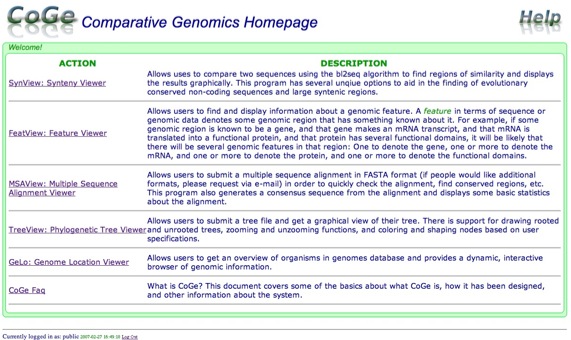 CoGe Comparative Genomics Homepage Help
Welcome!
ACTION DESCRIPTION
SynView: Synteny Viewer
Allows uses to compare two sequences using the bl2seq algorithm to find regions of similarity and displays
the results graphically. This program has several unqiue options to aid in the finding of evolutionary
conserved non-coding sequences and large syntenic regions.
FeatView: Feature Viewer
Allows users to find and display information about a genomic feature. A feature in terms of sequence or
genomic data denotes some genomic region that has something known about it. For example, if some
genomic region is known to be a gene, and that gene makes an mRNA transcript, and that mRNA is
translated into a functional protein, and that protein has several functional domains, it will be likely that
there will be several genomic features in that region: One to denote the gene, one or more to denote the
mRNA, and one or more to denote the protein, and one or more to denote the functional domains.
MSAView: Multiple Sequence
Alignment Viewer
Allows users to submit a multiple sequence alignment in FASTA format (if people would like additional
formats, please request via e-mail) in order to quickly check the alignment, find conserved regions, etc.
This program also generates a consensus sequence from the alignment and displays some basic statistics
about the alignment.
TreeView: Phylogenetic Tree Viewer
Allows users to submit a tree file and get a graphical view of their tree. There is support for drawing rooted
and unrooted trees, zooming and unzooming functions, and coloring and shaping nodes based on user
specifications.
GeLo: Genome Location Viewer
Allows users to get an overview of organisms in genomes database and provides a dynamic, interactive
browser of genomic information.
CoGe Faq
What is CoGe? This document covers some of the basics about what CoGe is, how it has been designed,
and other information about the system.
Currently logged in as: public 2007-02-27 Log Out